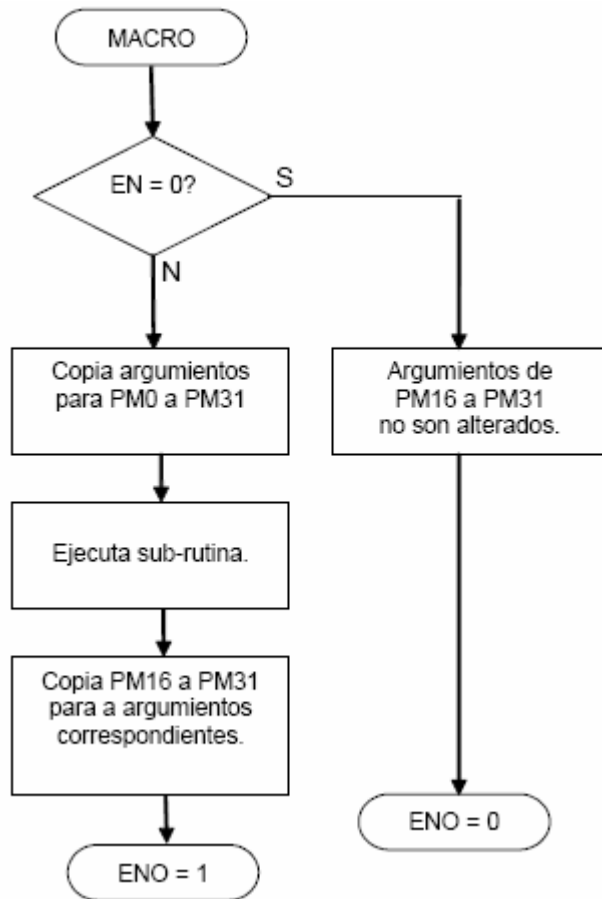 MACRO
EN = 0?
S
N
Copia argumientos
para PM0 a PM31
Argumientos de
PM16 a PM31
no son alterados.
Ejecuta sub-rutina.
Copia PM16 a PM31
para a argumientos
correspondientes.
ENO = 0
ENO = 1